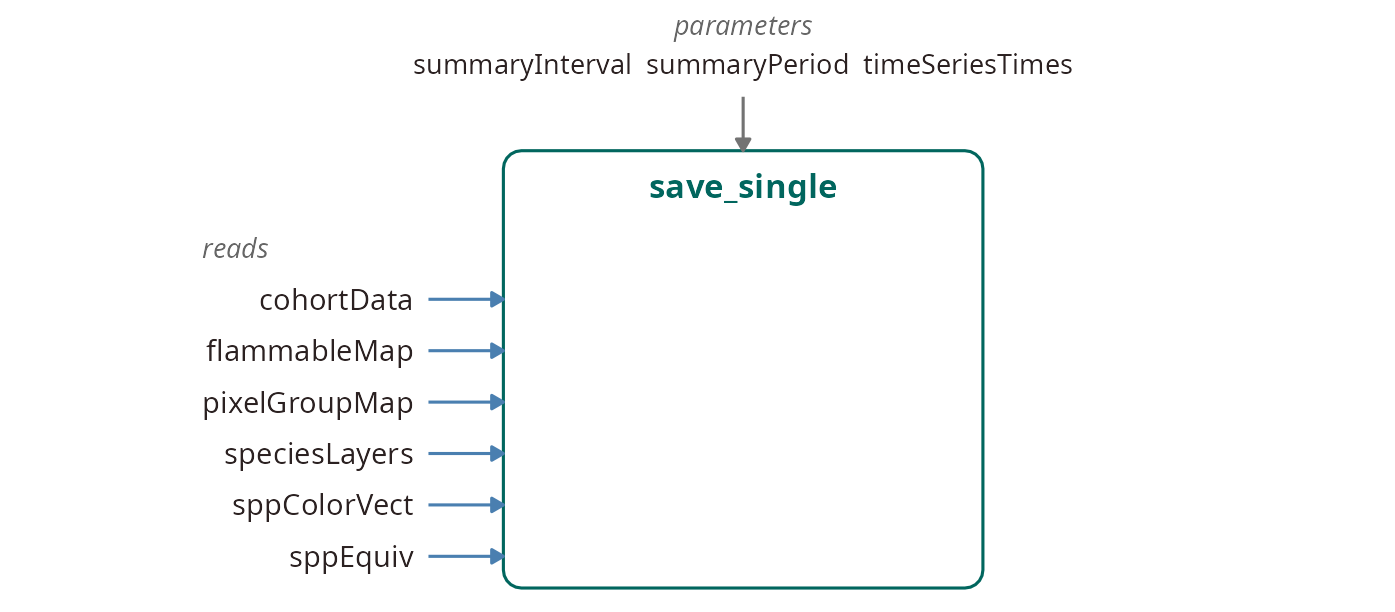 parameters
summaryInterval summaryPeriod timeSeriesTimes
save_single
reads
cohortData
flammableMap
pixelGroupMap
speciesLayers
sppColorVect
sppEquiv